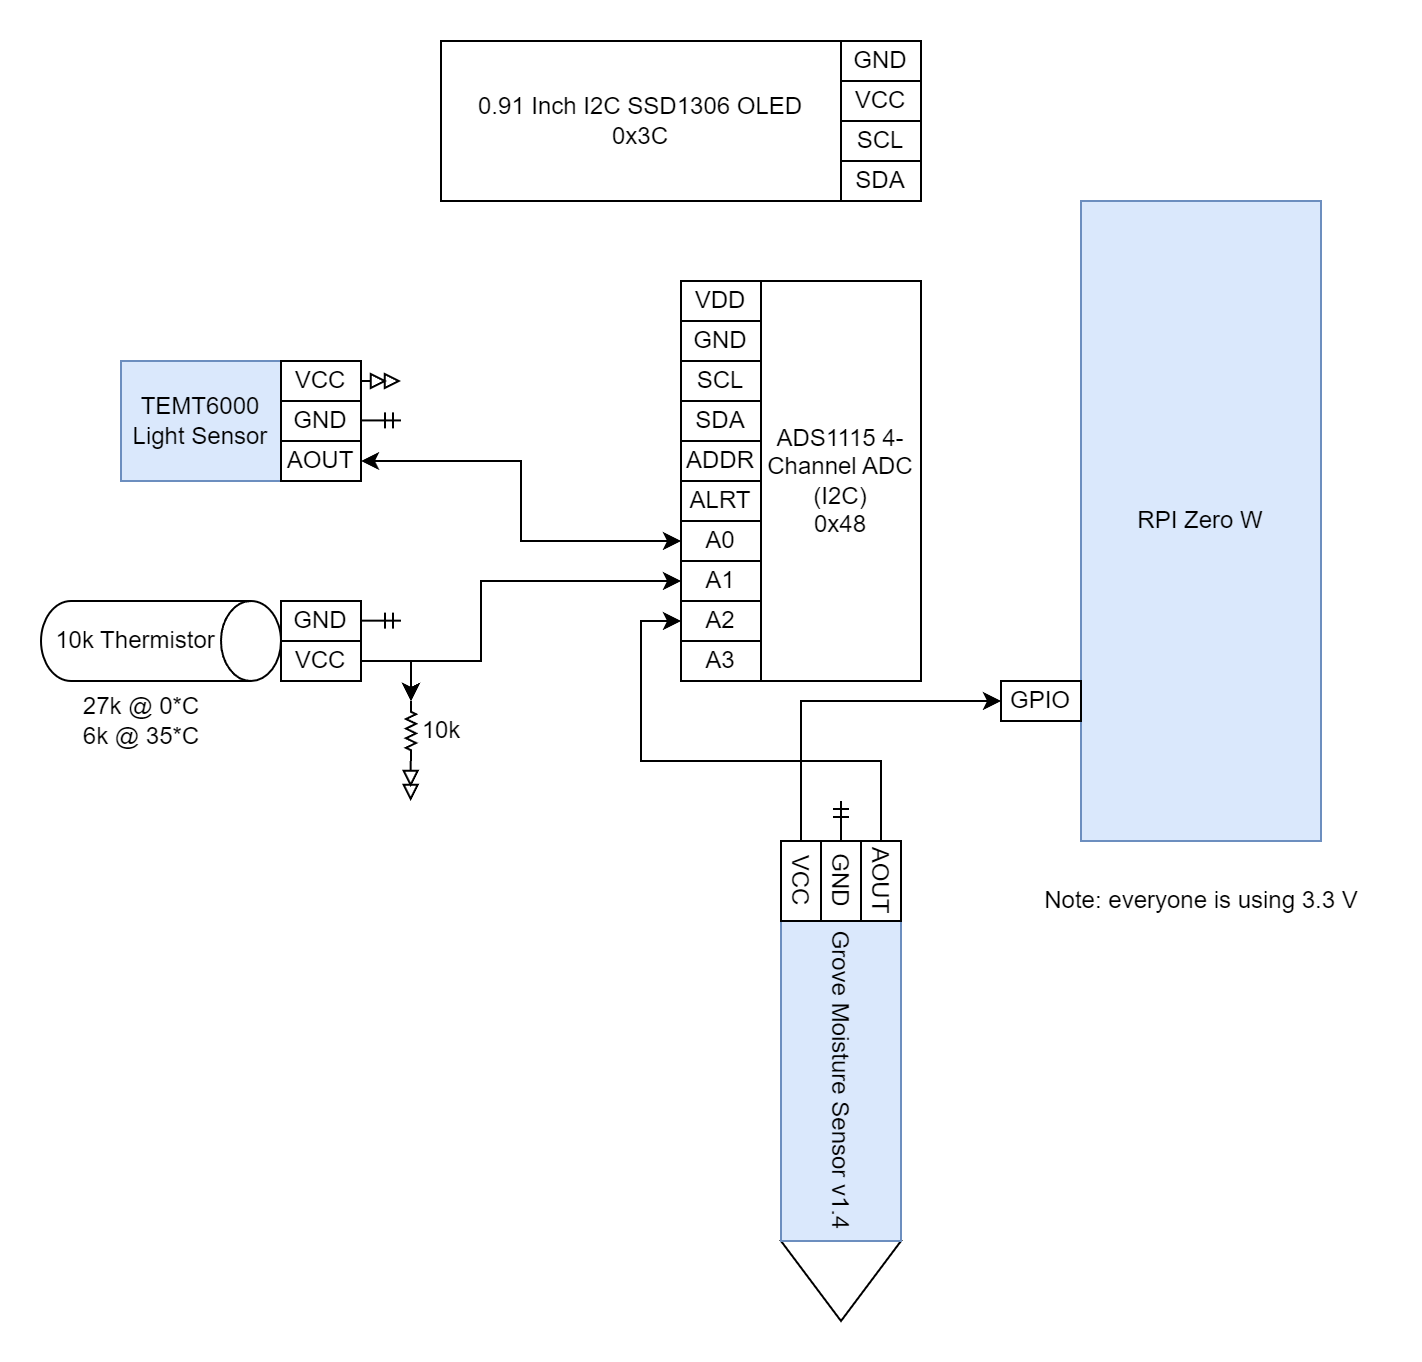 0.91 Inch I2C SSD1306 OLED
0x3C
GND
VCC
SCL
SDA
TEMT6000
Light Sensor
VCC
GND
AOUT
VDD
GND
SCL
SDA
ADDR
ALRT
A0
A1
A2
A3
ADS1115 4-
Channel ADC
(I2C)
0x48
RPI Zero W
GPIO
10k Thermistor
GND
VCC
27k @ 0*C
6k @ 35*C
10k
VCC
GND
AOUT
Grove Moisture Sensor v1.4
Note: everyone is using 3.3 V